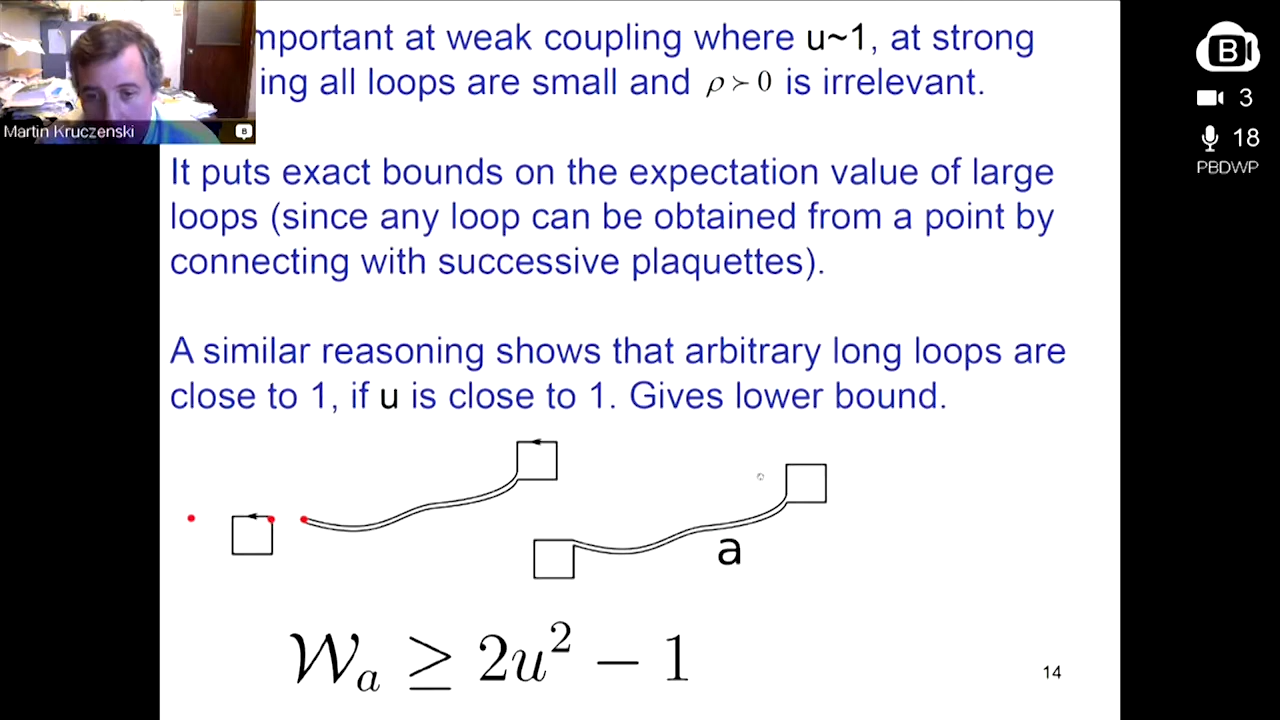 mportant at weak coupling where u~1, at strong
ing all loops are small and ρ ≻ 0 is irrelevant.
Martin Kruczenski
B
B
3
18
PBDWP
It puts exact bounds on the expectation value of large
loops (since any loop can be obtained from a point by
connecting with successive plaquettes).
A similar reasoning shows that arbitrary long loops are
close to 1, if u is close to 1. Gives lower bound.
a
𝒲ₐ ≥ 2u² − 1
14